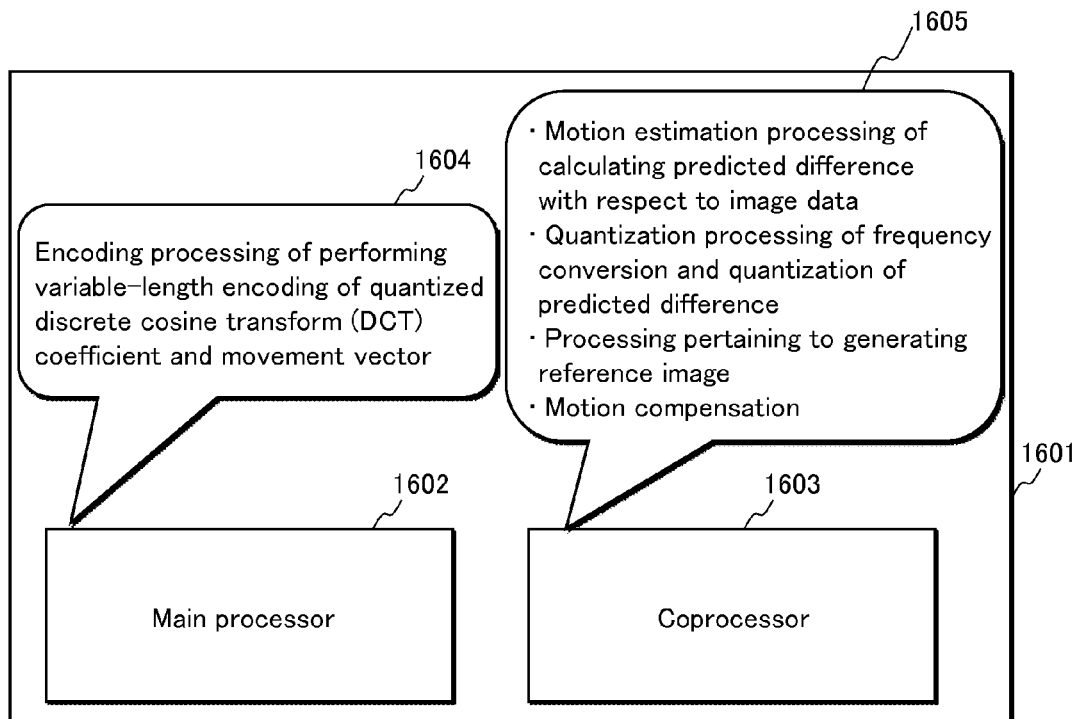 1605
1604
Encoding processing of performing
variable-length encoding of quantized
discrete cosine transform (DCT)
coefficient and movement vector
・Motion estimation processing of
calculating predicted difference
with respect to image data
・Quantization processing of frequency
conversion and quantization of
predicted difference
・Processing pertaining to generating
reference image
・Motion compensation
1601
1602
1603
Main processor
Coprocessor